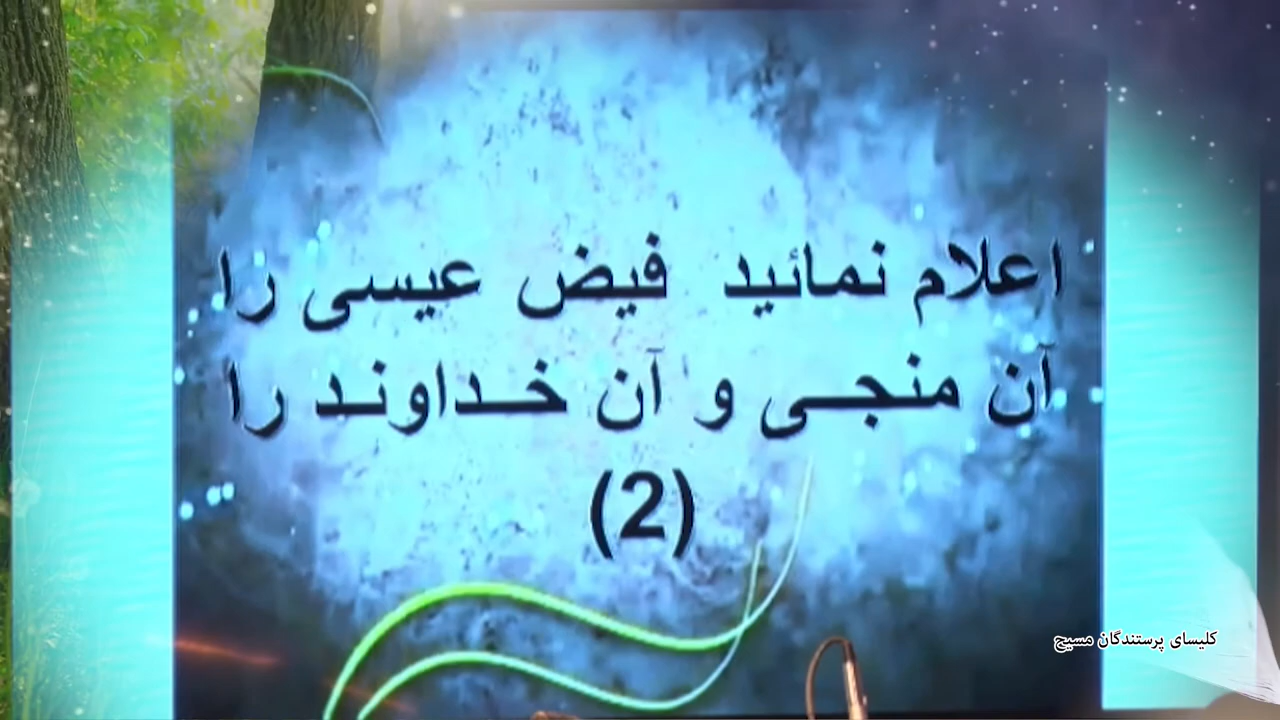 اعلام نمائید فیض عیسی را
آن منجی و آن خداوند را
(2)
کلیسای پرستندگان مسیح